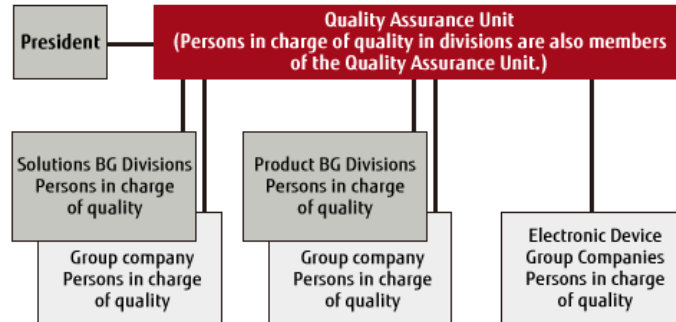 President
Quality Assurance Unit
(Persons in charge of quality in divisions are also members
of the Quality Assurance Unit.)
Solutions BG Divisions
Persons in charge
of quality
Group company
Persons in charge
of quality
Product BG Divisions
Persons in charge
of quality
Group company
Persons in charge
of quality
Electronic Device
Group Companies
Persons in charge
of quality